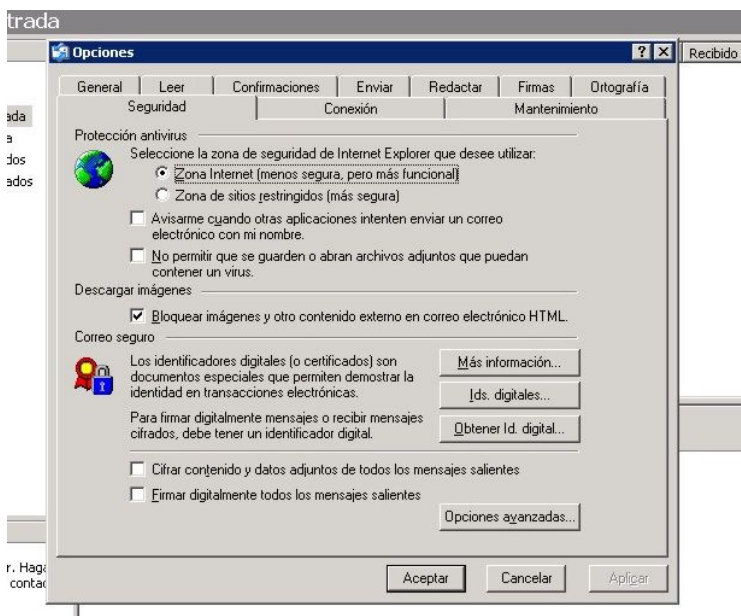 trada
Opciones
Recibido
General Leer Confirmaciones Enviar Redactar Firmas Ortografía
Seguridad Conexión Mantenimiento
ada
a
dos
ados
Protección antivirus
Seleccione la zona de seguridad de Internet Explorer que desee utilizar:
Zona Internet (menos segura, pero más funcional)
Zona de sitios restringidos (más segura)
Avisarme cuando otras aplicaciones intenten enviar un correo
electrónico con mi nombre.
No permitir que se guarden o abran archivos adjuntos que puedan
contener un virus.
Descargar imágenes
Bloquear imágenes y otro contenido externo en correo electrónico HTML.
Correo seguro
Los identificadores digitales (o certificados) son
documentos especiales que permiten demostrar la
identidad en transacciones electrónicas.
Más información...
Ids. digitales...
Para firmar digitalmente mensajes o recibir mensajes
cifrados, debe tener un identificador digital.
Obtener Id. digital...
Cifrar contenido y datos adjuntos de todos los mensajes salientes
Firmar digitalmente todos los mensajes salientes
Opciones avanzadas...
r. Haga
contac
Aceptar Cancelar Aplicar